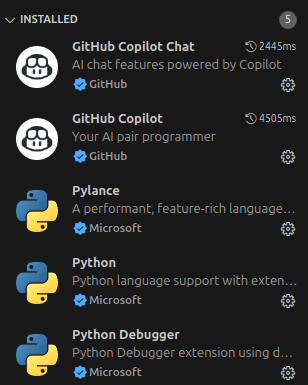 INSTALLED 5
GitHub Copilot Chat 2445ms
AI chat features powered by Copilot
GitHub
GitHub Copilot 4505ms
Your AI pair programmer
GitHub
Pylance
A performant, feature-rich language...
Microsoft
Python
Python language support with exten...
Microsoft
Python Debugger
Python Debugger extension using d...
Microsoft